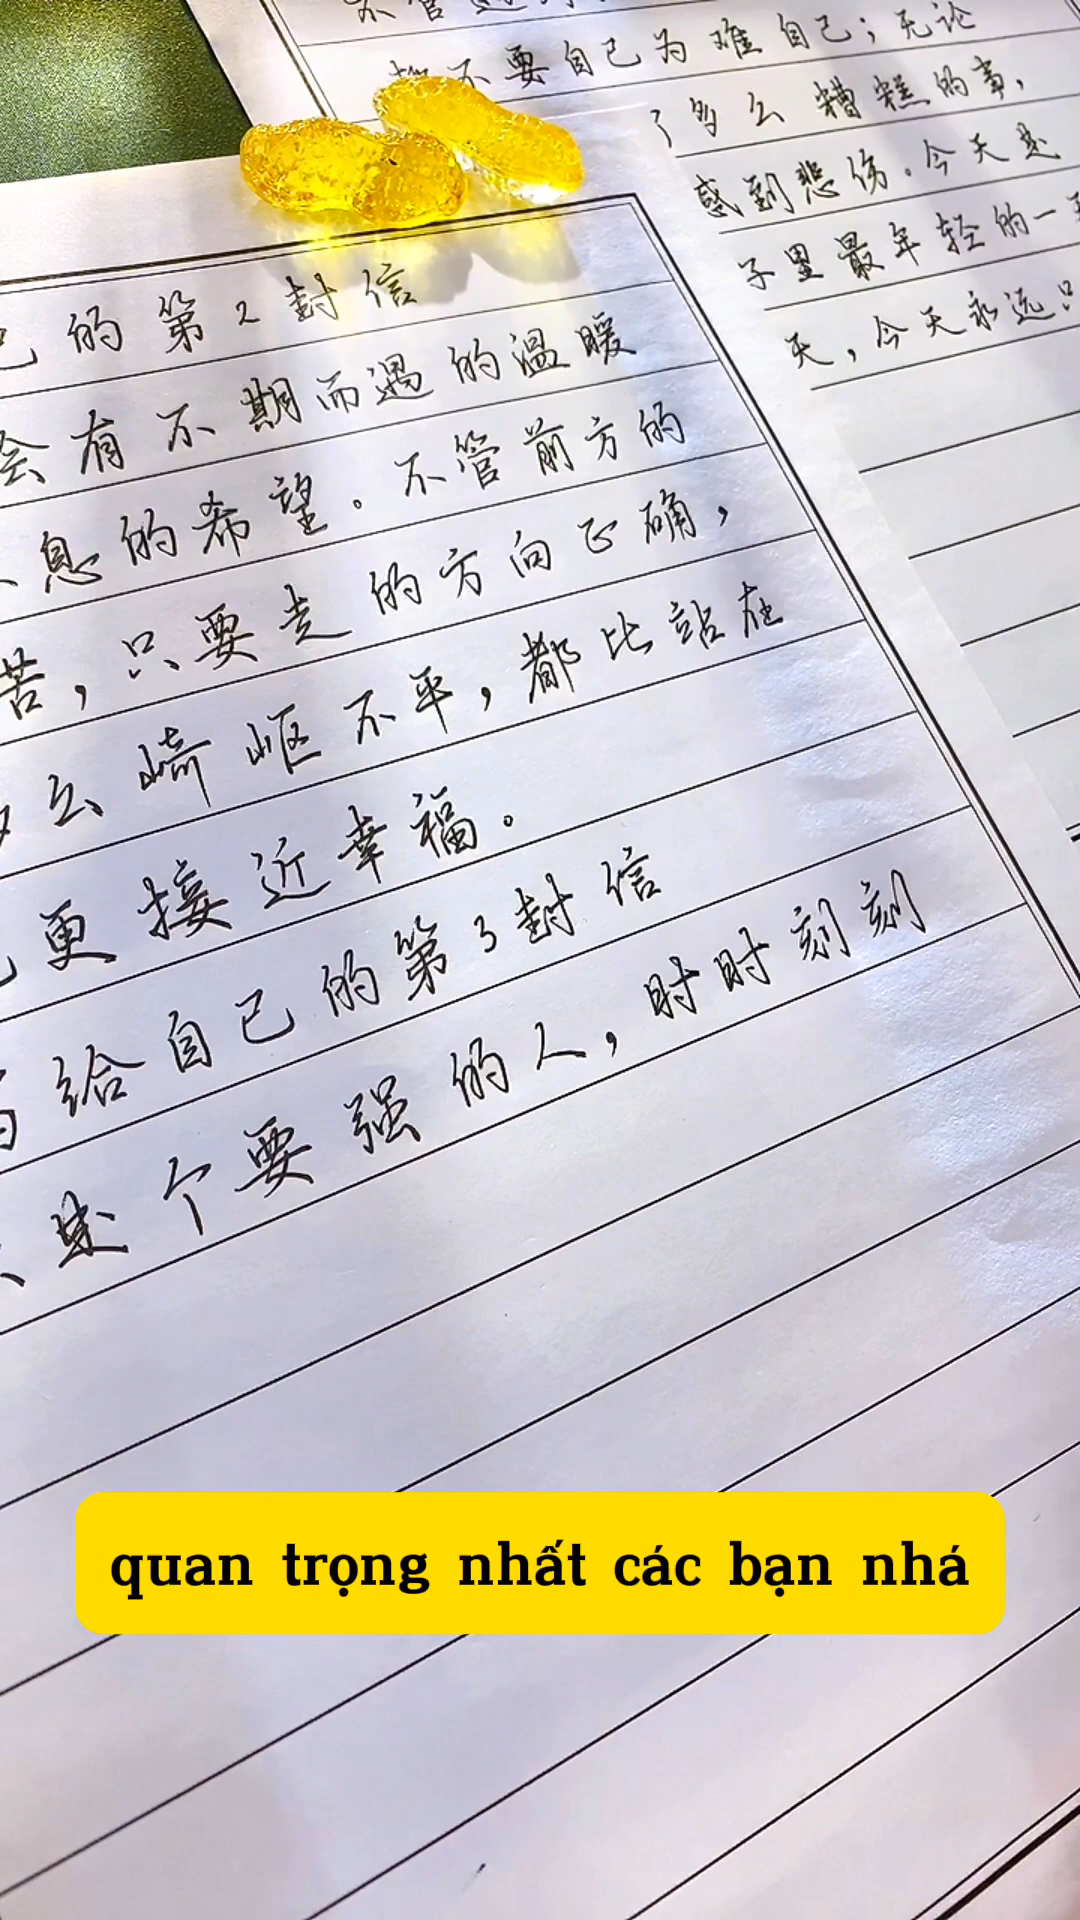 要自己为难自己；无论
了多么糟糕的事，
感到悲伤。今天是
子里最年轻的一
天，今天永远只
己的第2封信
会有不期而遇的温暖
息的希望。不管前方的
苦，只要走的方向正确，
多么崎岖不平，都比站在
更接近幸福。
写给自己的第3封信
是个要强的人，时时刻刻
quan trọng nhất các bạn nhá